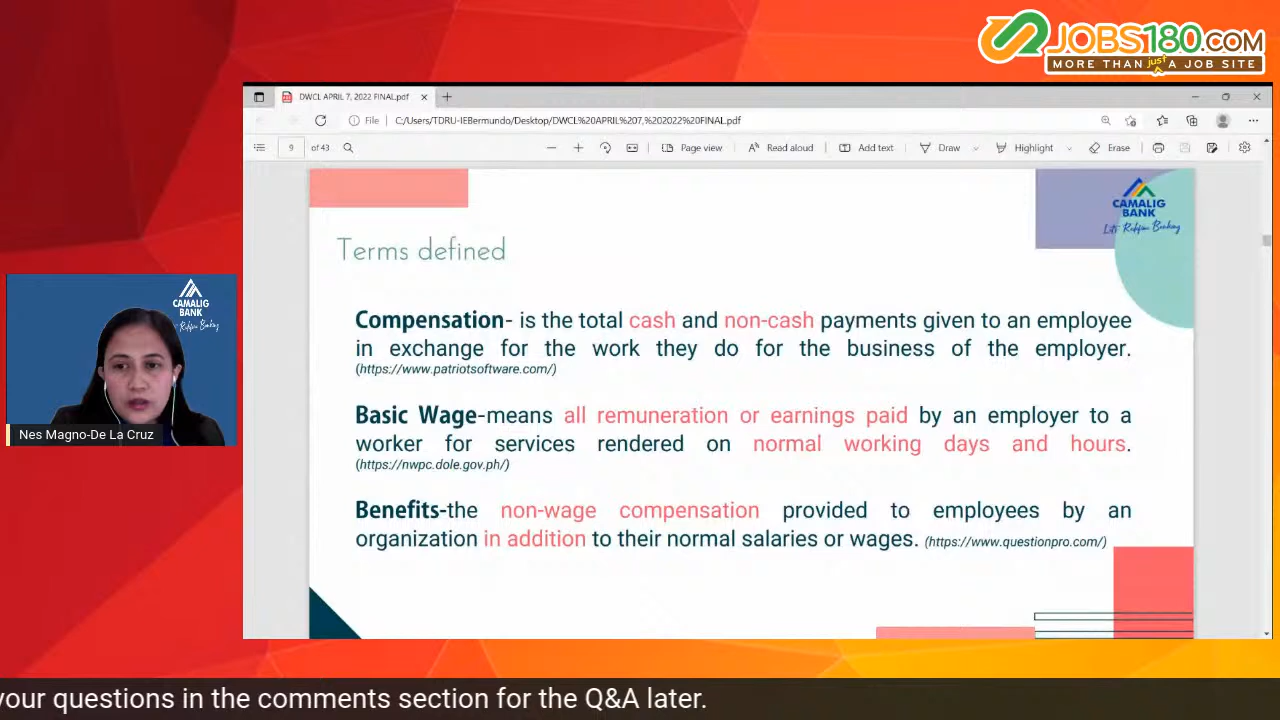 JOBS180.COM
MORE THAN just A JOB SITE
DWCL APRIL 7, 2022 FINAL.pdf
File
C:/Users/TDRU-IEBermundo/Desktop/DWCL%20APRIL%207,%202022%20FINAL.pdf
9 of 43
Page view
Read aloud
Add text
Draw
Highlight
Erase
CAMALIG
BANK
Terms defined
Compensation- is the total cash and non-cash payments given to an employee
in exchange for the work they do for the business of the employer.
(https://www.patriotsoftware.com/)
Basic Wage-means all remuneration or earnings paid by an employer to a
worker for services rendered on normal working days and hours.
(https://nwpc.dole.gov.ph/)
Benefits-the non-wage compensation provided to employees by an
organization in addition to their normal salaries or wages. (https://www.questionpro.com/)
CAMALIG
BANK
Nes Magno-De La Cruz
your questions in the comments section for the Q&A later.